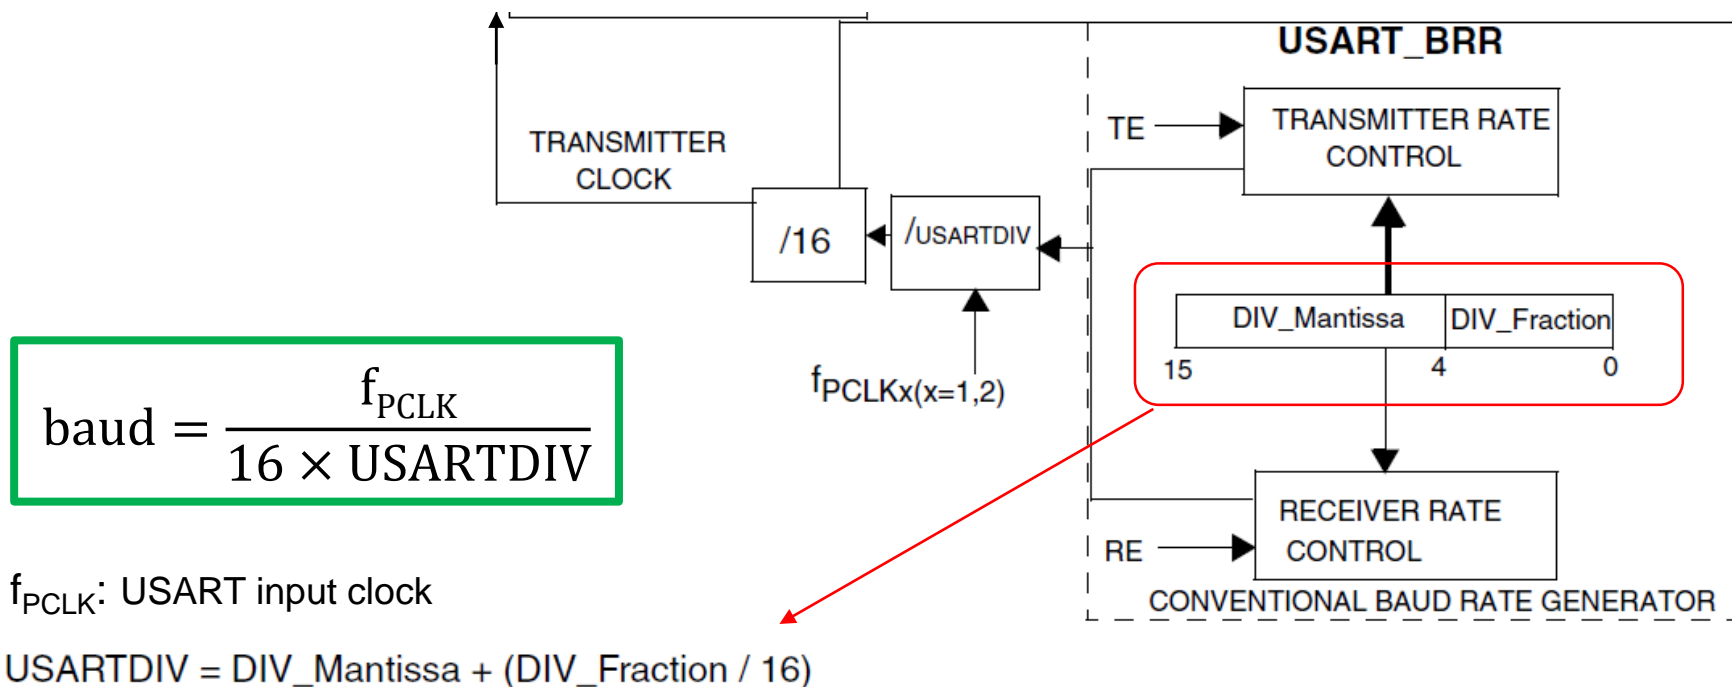 USART_BRR
TRANSMITTER
CLOCK
/16
/USARTDIV
fPCLKx(x=1,2)
TE
TRANSMITTER RATE
CONTROL
DIV_Mantissa
DIV_Fraction
15
4
0
RE
RECEIVER RATE
CONTROL
CONVENTIONAL BAUD RATE GENERATOR
baud = fPCLK / 16 × USARTDIV
fPCLK: USART input clock
USARTDIV = DIV_Mantissa + (DIV_Fraction / 16)